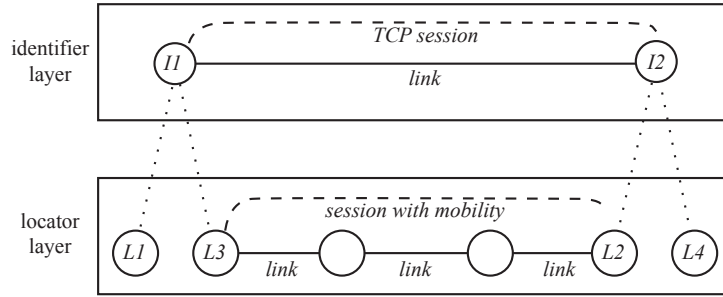 identifier
layer
TCP session
I1
I2
link
locator
layer
session with mobility
L1
L3
L2
L4
link
link
link